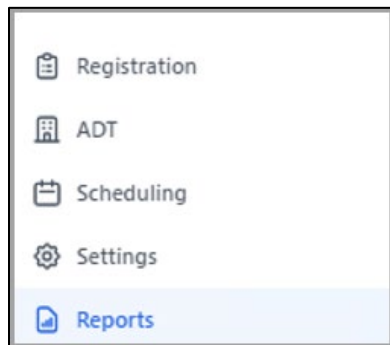 Registration
ADT
Scheduling
Settings
Reports